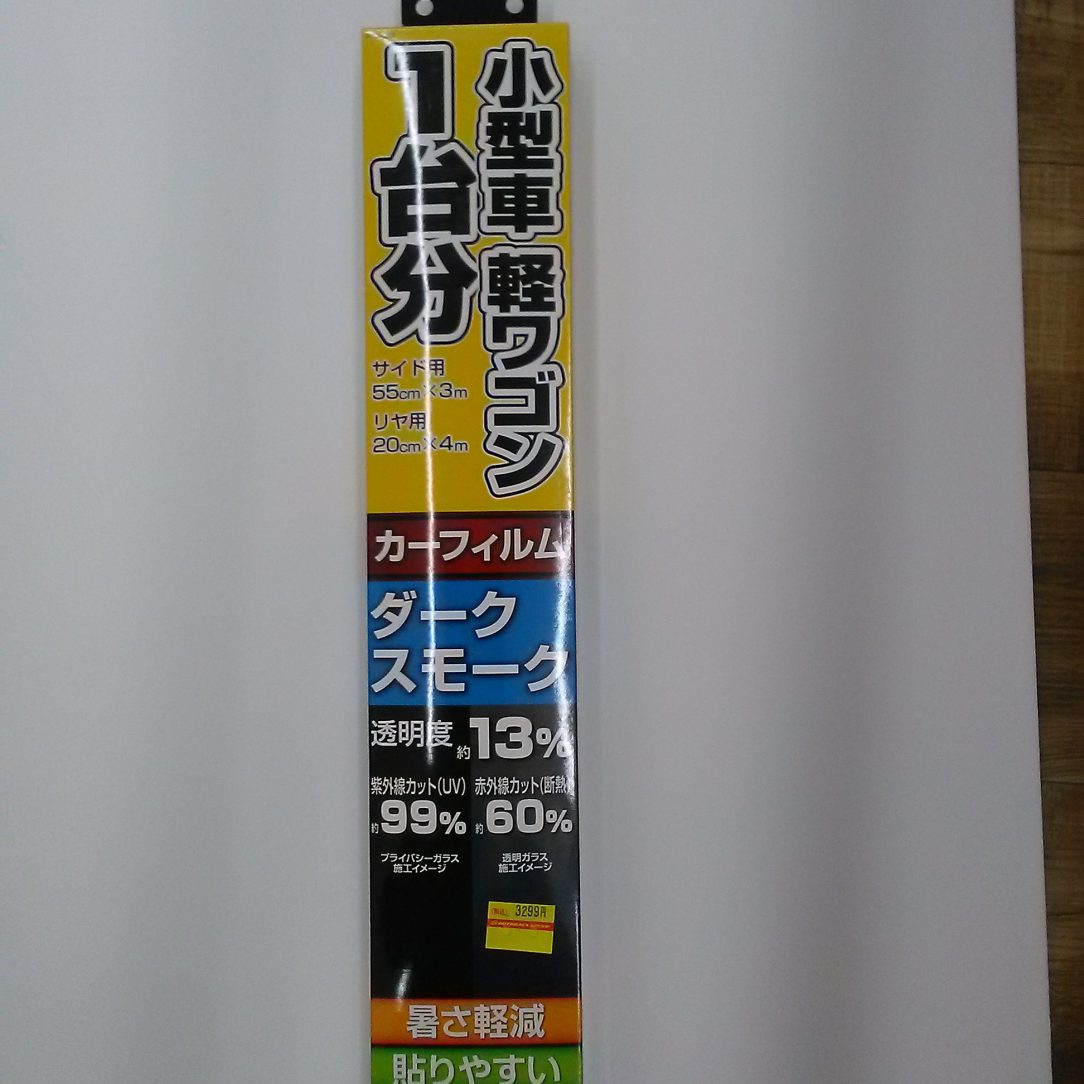 小型車 軽ワゴン
1台分
サイド用
55cm×3m
リヤ用
20cm×4m
カーフィルム
ダーク
スモーク
透明度 約13%
紫外線カット(UV)
約99%
赤外線カット(断熱)
約60%
プライバシーガラス
施工イメージ
透明ガラス
施工イメージ
(税込) 3299円
暑さ軽減
貼りやすい